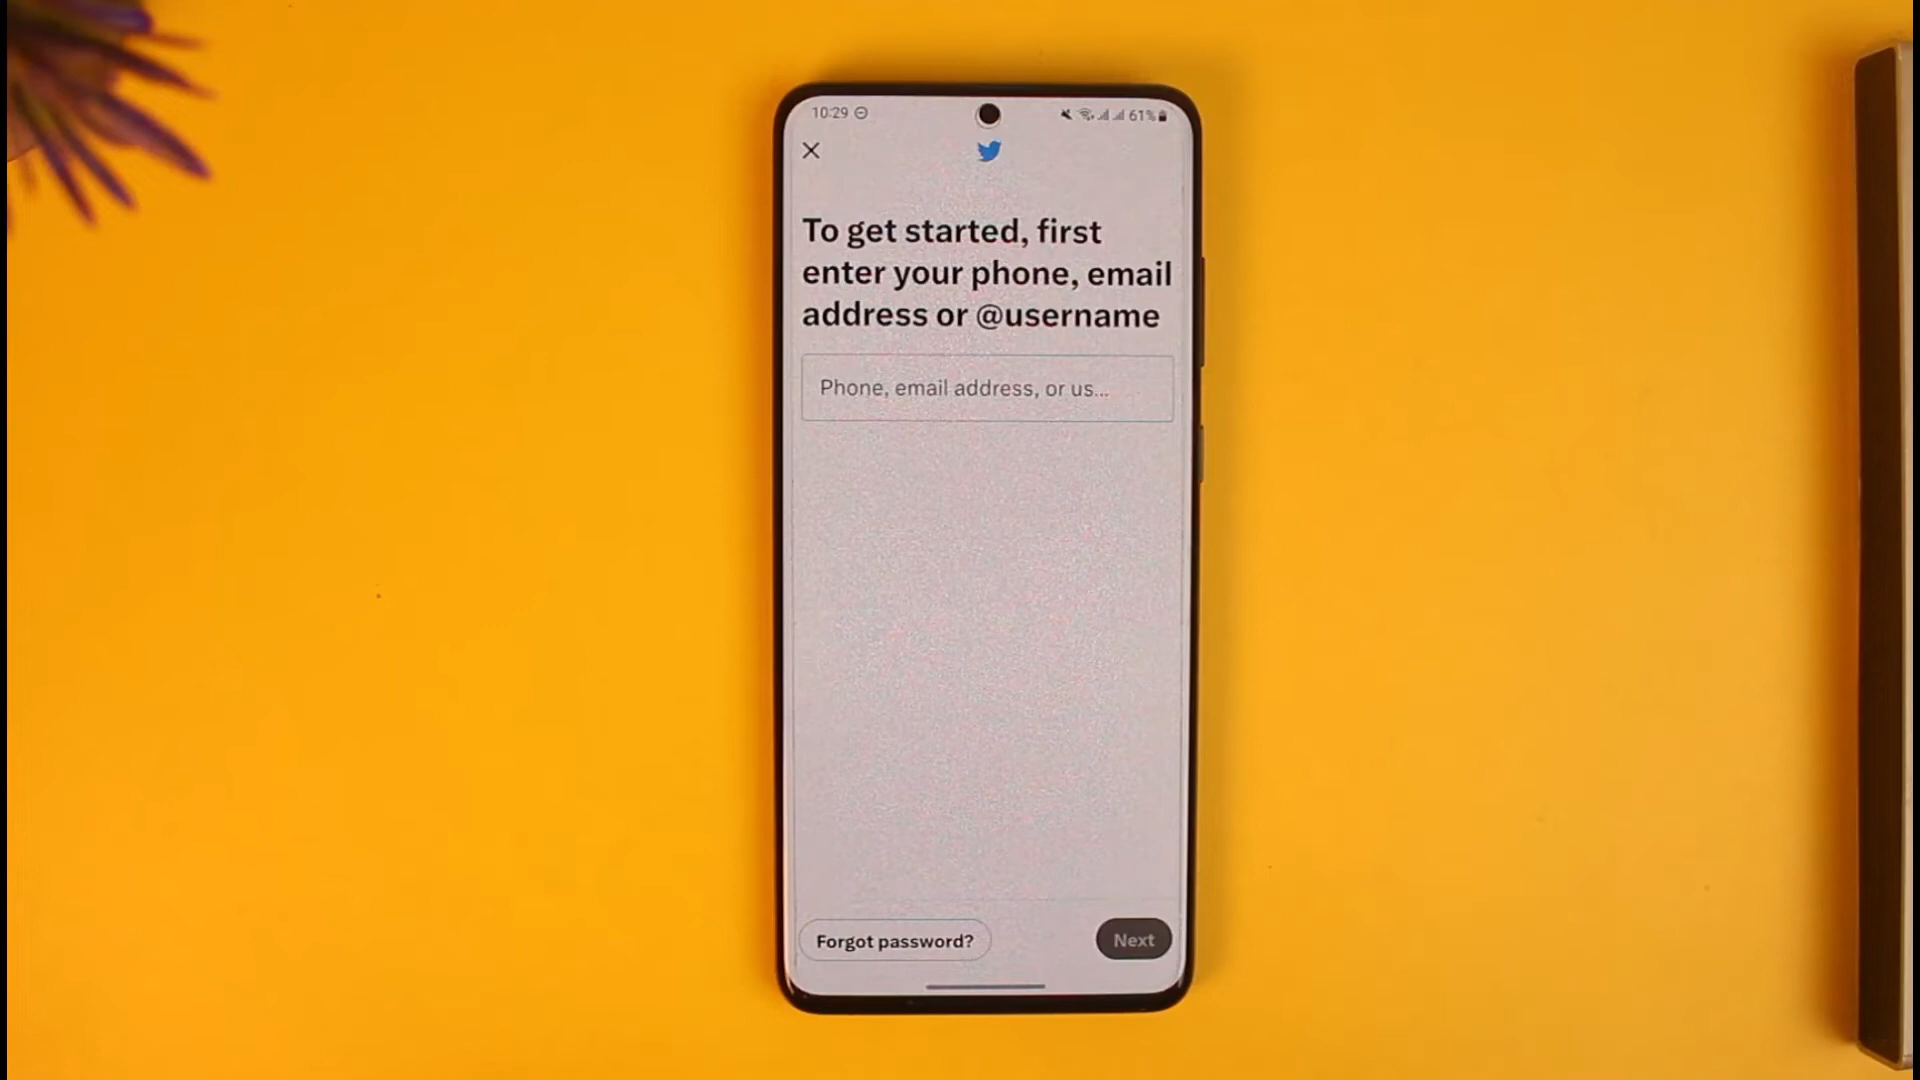 10:29
61%
To get started, first
enter your phone, email
address or @username
Phone, email address, or us...
Forgot password?
Next